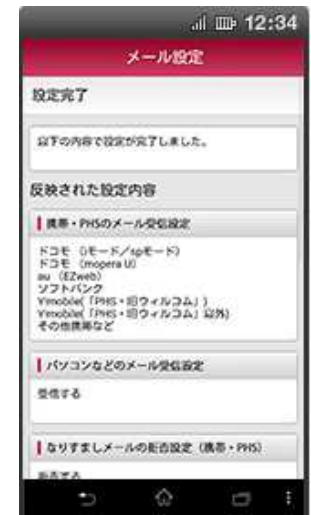 12:34
メール設定
設定完了
以下の内容で設定が完了しました。
反映された設定内容
携帯・PHSのメール受信設定
ドコモ (iモード/spモード)
ドコモ (mopera U)
au (EZweb)
ソフトバンク
Y!mobile(「PHS・旧ウィルコム」)
Y!mobile(「PHS・旧ウィルコム」以外)
その他携帯など
パソコンなどのメール受信設定
受信する
なりすましメールの拒否設定 (携帯・PHS)
拒否する